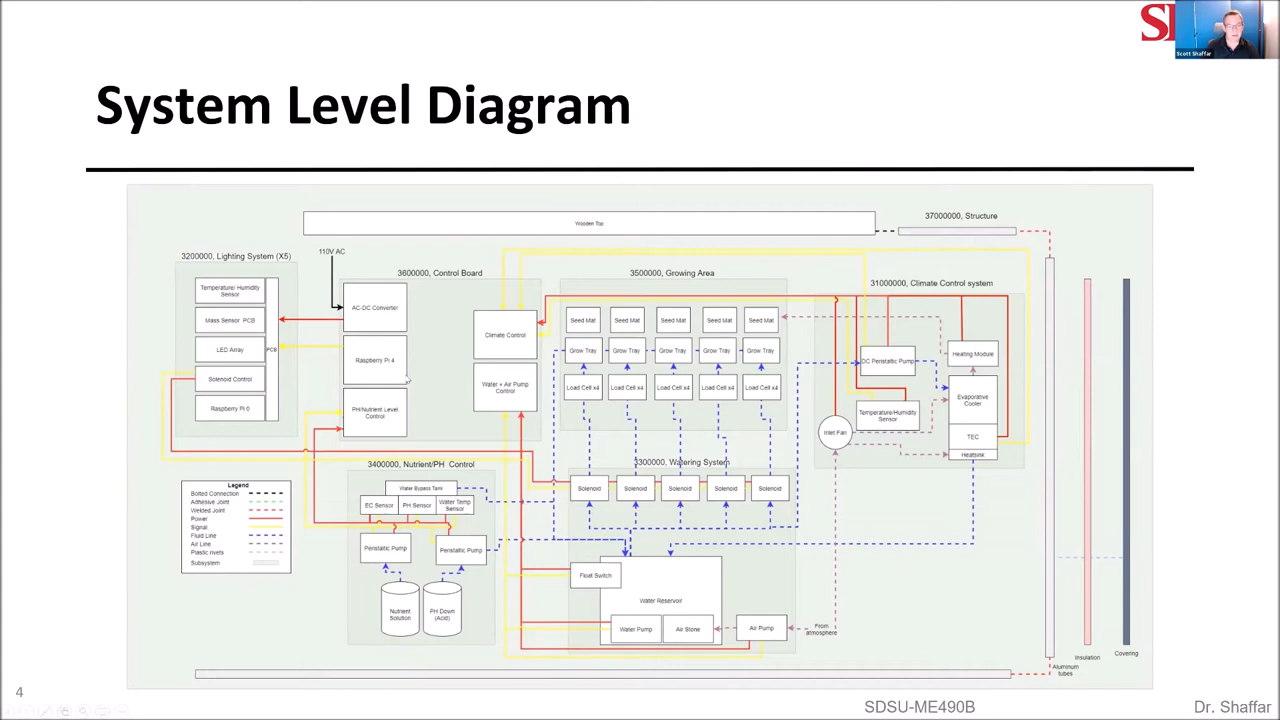 S
Scott Shaffar
System Level Diagram
Wooden Top
37000000, Structure
110V AC
3200000, Lighting System (X5)
Temperature/ Humidity
Sensor
Mass Sensor PCB
LED Array
Solenoid Control
Raspberry Pi 0
PCB
3600000, Control Board
AC-DC Converter
Raspberry Pi 4
PH/Nutrient Level
Control
Climate Control
Water + Air Pump
Control
3500000, Growing Area
Seed Mat
Seed Mat
Seed Mat
Seed Mat
Seed Mat
Grow Tray
Grow Tray
Grow Tray
Grow Tray
Grow Tray
Load Cell x4
Load Cell x4
Load Cell x4
Load Cell x4
Load Cell x4
31000000, Climate Control system
DC Peristaltic Pump
Heating Module
Temperature/Humidity
Sensor
Evaporative
Cooler
Inlet Fan
TEC
Heatsink
3400000, Nutrient/PH Control
Water Bypass Tank
EC Sensor
PH Sensor
Water Temp
Sensor
Peristaltic Pump
Peristaltic Pump
Nutrient
Solution
PH Down
(Acid)
3300000, Watering System
Solenoid
Solenoid
Solenoid
Solenoid
Solenoid
Float Switch
Water Reservoir
Water Pump
Air Stone
Air Pump
From
atmosphere
Legend
Bolted Connection
Adhesive Joint
Welded Joint
Power
Signal
Fluid Line
Air Line
Plastic rivets
Subsystem
Aluminum
tubes
Insulation
Covering
4
SDSU-ME490B
Dr. Shaffar